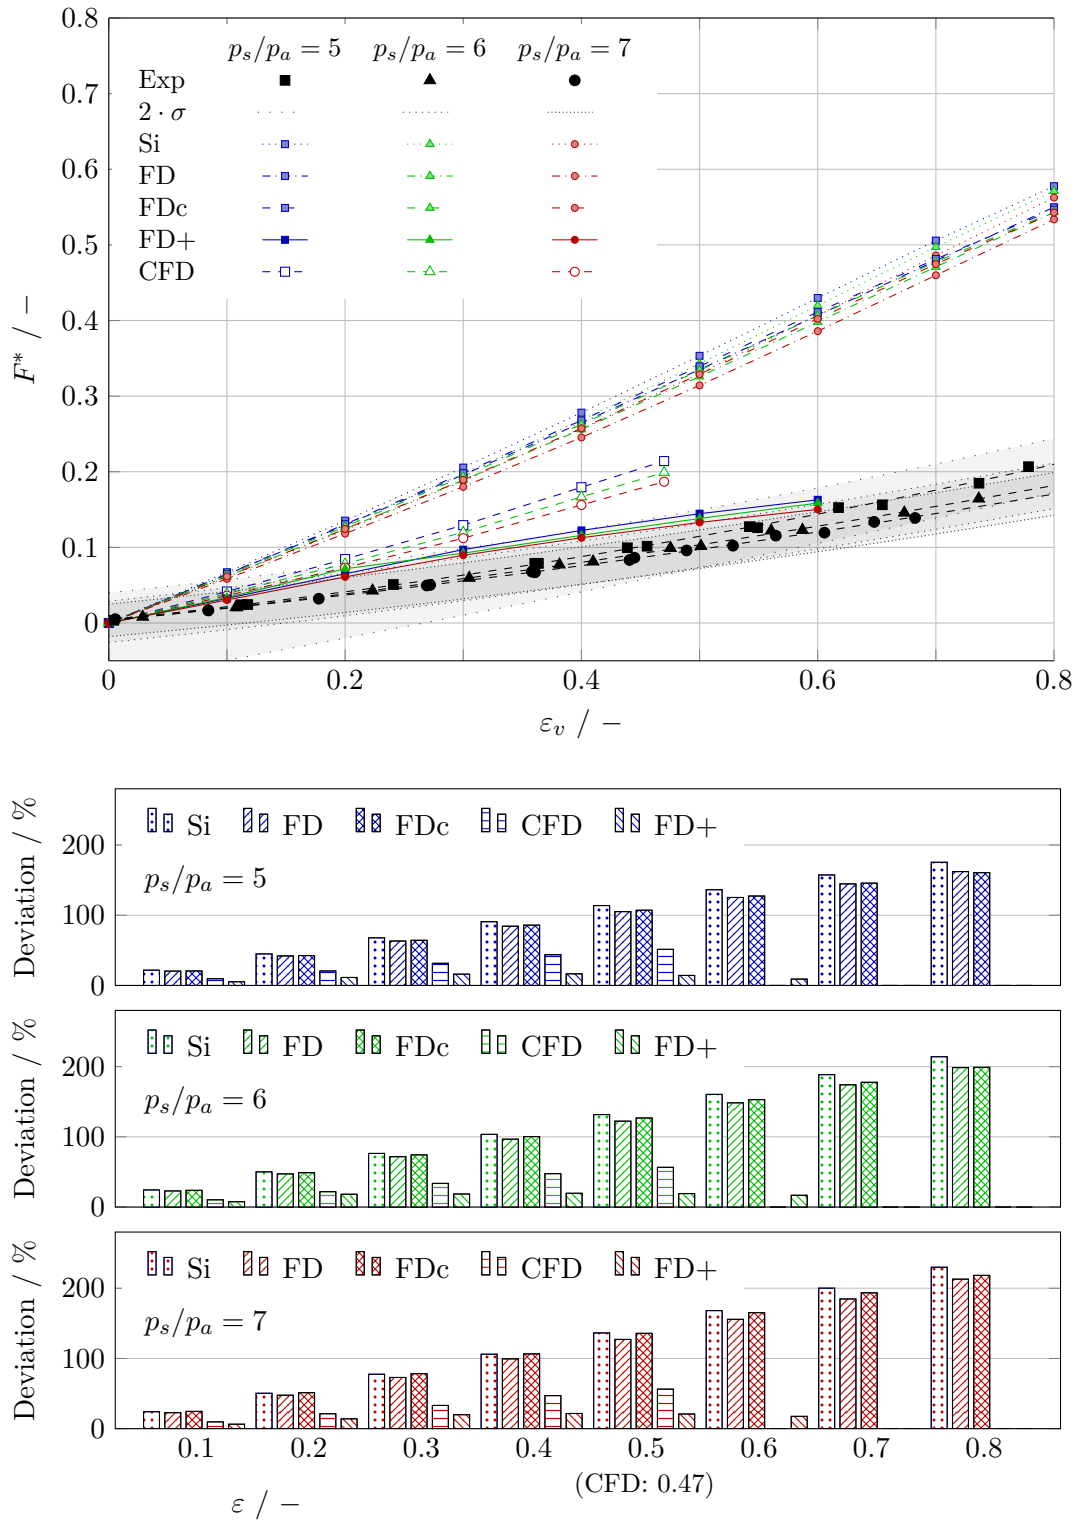 0.8
0.7
0.6
0.5
0.4
0.3
0.2
0.1
0
F* / −
p_s/p_a = 5 p_s/p_a = 6 p_s/p_a = 7
Exp
2 · σ
Si
FD
FDc
FD+
CFD
0 0.2 0.4 0.6 0.8
ε_v / −
Deviation / %
200
100
0
Si FD FDc CFD FD+
p_s/p_a = 5
Deviation / %
200
100
0
Si FD FDc CFD FD+
p_s/p_a = 6
Deviation / %
200
100
0
Si FD FDc CFD FD+
p_s/p_a = 7
0.1 0.2 0.3 0.4 0.5 0.6 0.7 0.8
(CFD: 0.47)
ε / −